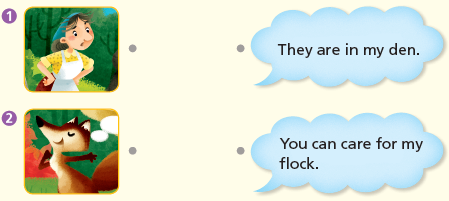 1
They are in my den.
2
You can care for my
flock.